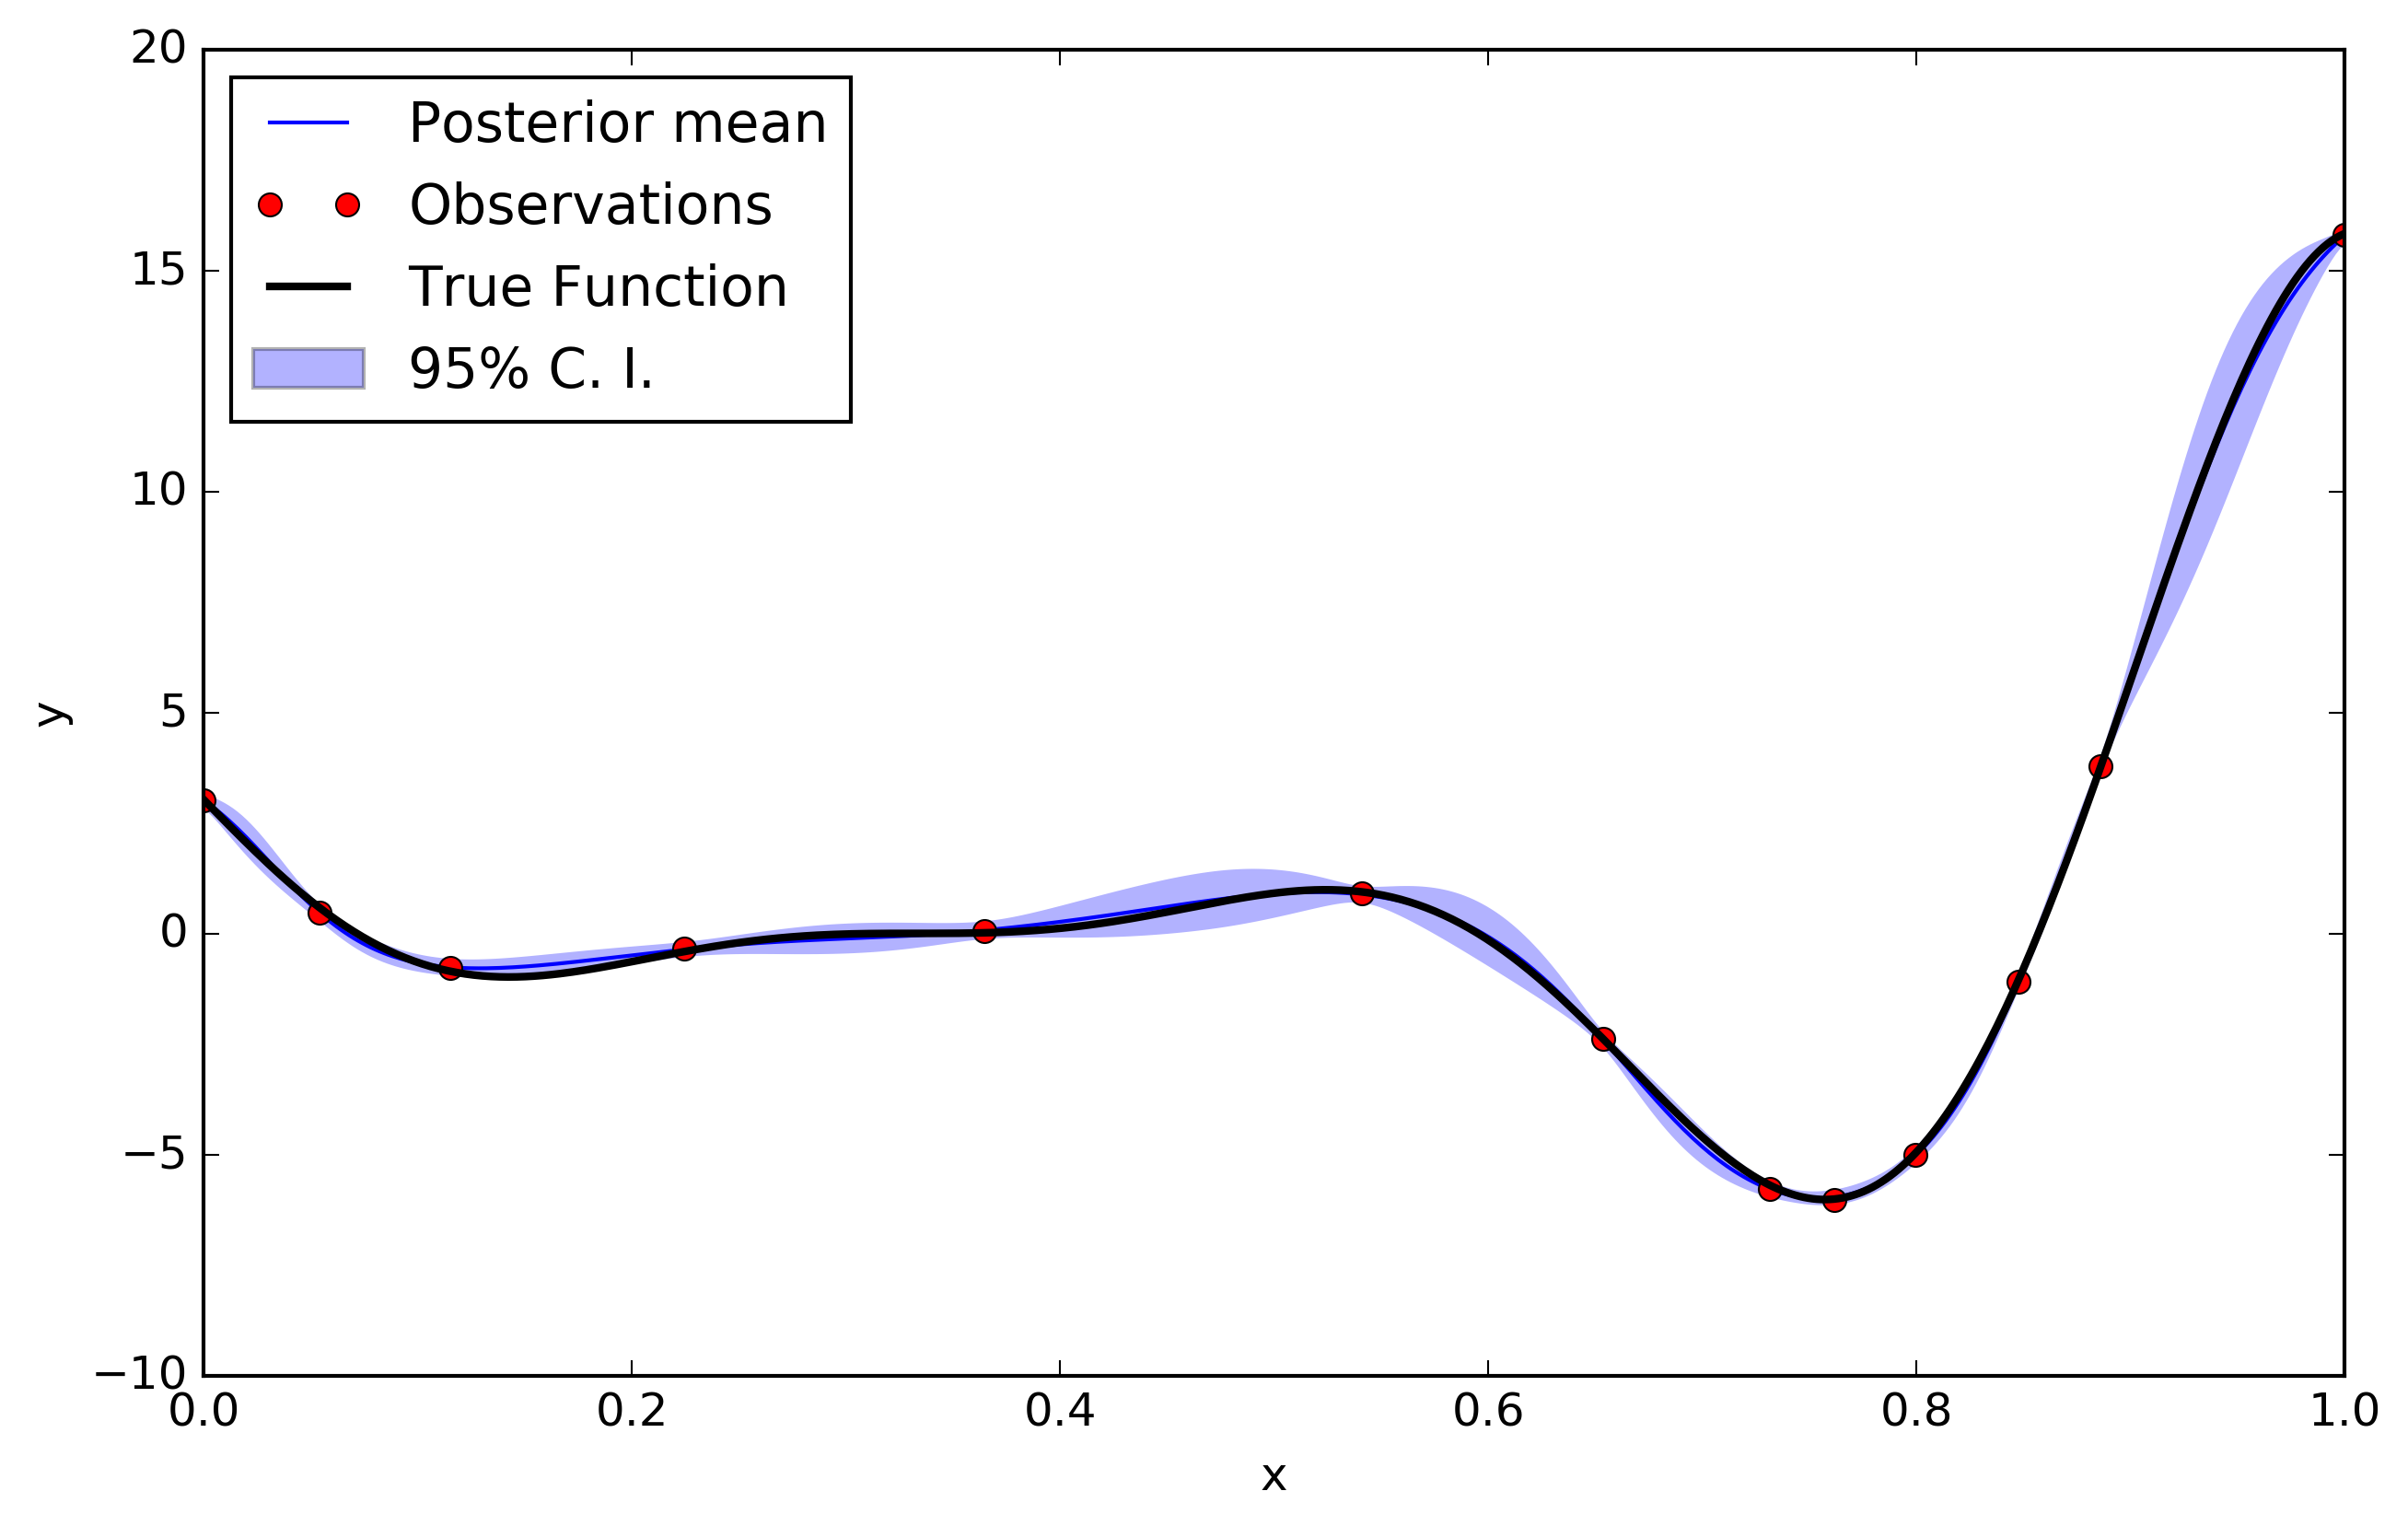 20
15
10
5
0
−5
−10
y
Posterior mean
Observations
True Function
95% C. I.
0.0 0.2 0.4 0.6 0.8 1.0
x